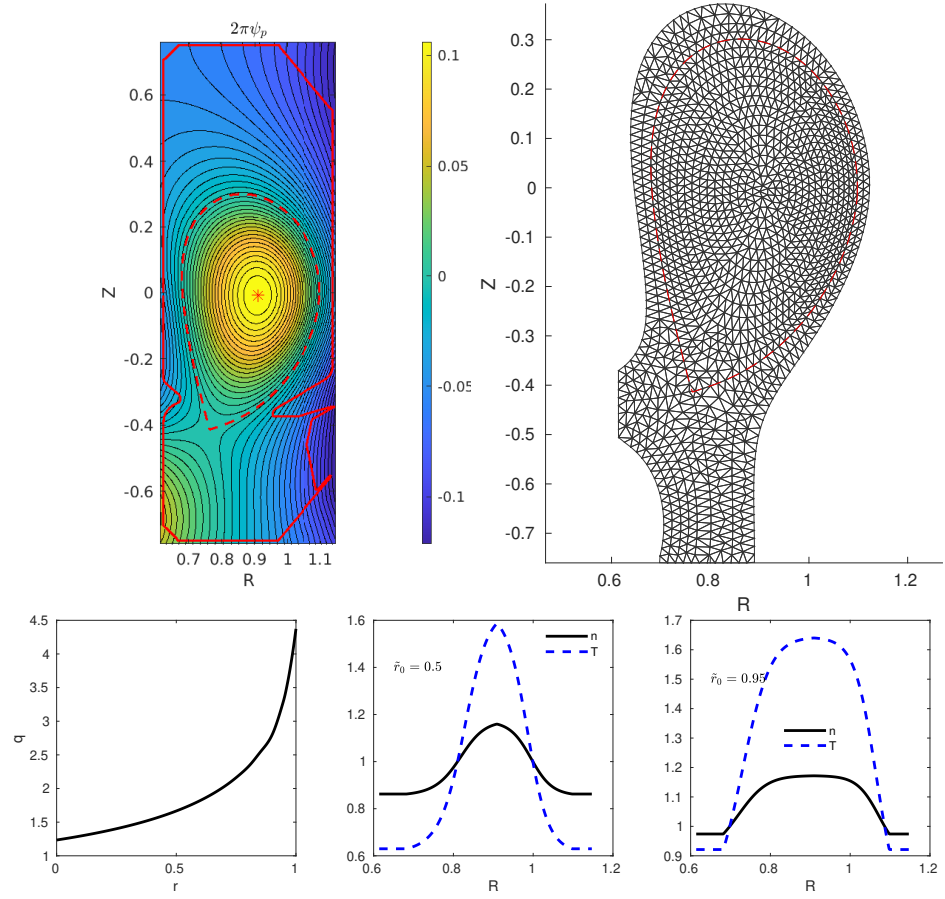 2πψ_p
0.6
0.4
0.2
0
-0.2
-0.4
-0.6
Z
0.7 0.8 0.9 1 1.1
R
0.1
0.05
0
-0.05
-0.1
0.3
0.2
0.1
0
-0.1
-0.2
-0.3
-0.4
-0.5
-0.6
-0.7
Z
0.6 0.8 1 1.2
R
4.5
4
3.5
3
2.5
2
1.5
1
q
0 0.5 1
r
1.6
1.4
1.2
1
0.8
0.6
r̃₀ = 0.5
n
T
0.6 0.8 1 1.2
R
1.7
1.6
1.5
1.4
1.3
1.2
1.1
1
0.9
r̃₀ = 0.95
n
T
0.6 0.8 1 1.2
R